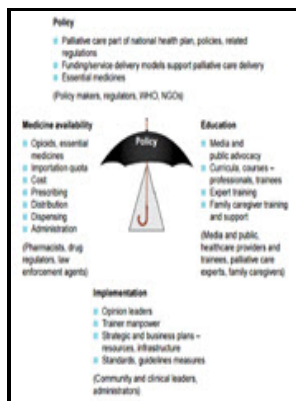 Policy
Palliative care part of national health plan, policies, related
regulations
Funding/service delivery models support palliative care delivery
Essential medicines
(Policy makers, regulators, WHO, NGOs)
Medicine availability
Opioids, essential
medicines
Importation quota
Cost
Prescribing
Distribution
Dispensing
Administration
(Pharmacists, drug
regulators, law
enforcement agents)
Policy
Education
Media and
public advocacy
Curricula, courses –
professionals, trainees
Expert training
Family caregiver training
and support
(Media and public,
healthcare providers and
trainees, palliative care
experts, family caregivers)
Implementation
Opinion leaders
Trainer manpower
Strategic and business plans –
resources, infrastructure
Standards, guidelines measures
(Community and clinical leaders,
administrators)